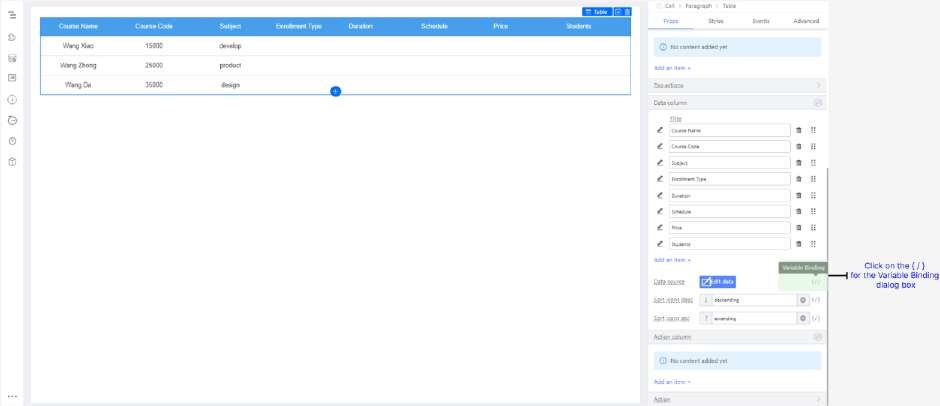 Cell > Paragraph > Table
Table
Props Styles Events Advanced
Course Name Course Code Subject Enrollment Type Duration Schedule Price Students
Wang Xiao 15000 develop
Wang Zhong 26000 product
Wang Da 35000 design
No content added yet
Add an item +
Top actions
Data column
Title
Course Name
Course Code
Subject
Enrollment Type
Duration
Schedule
Price
Students
Add an item +
Variable Binding
Data source Edit data {/}
Sort icon desc descending {/}
Sort icon asc {/}
Action column
No content added yet
Add an item +
Action
Click on the { / }
for the Variable Binding
dialog box